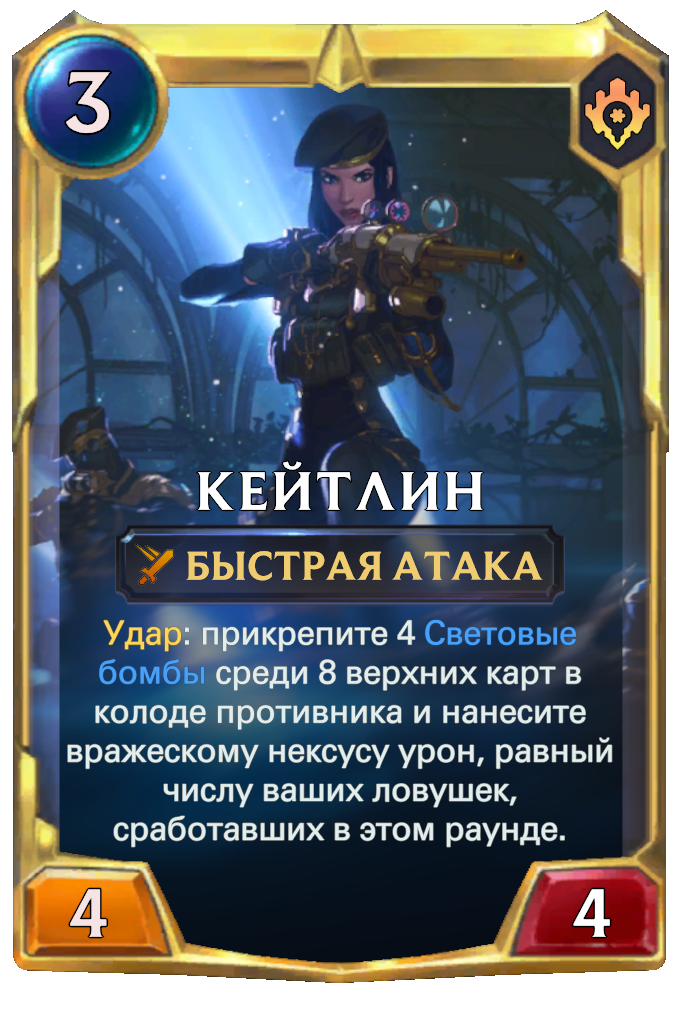 3
КЕЙТЛИН
БЫСТРАЯ АТАКА
Удар: прикрепите 4 Световые
бомбы среди 8 верхних карт в
колоде противника и нанесите
вражескому нексусу урон, равный
числу ваших ловушек,
сработавших в этом раунде.
4
4